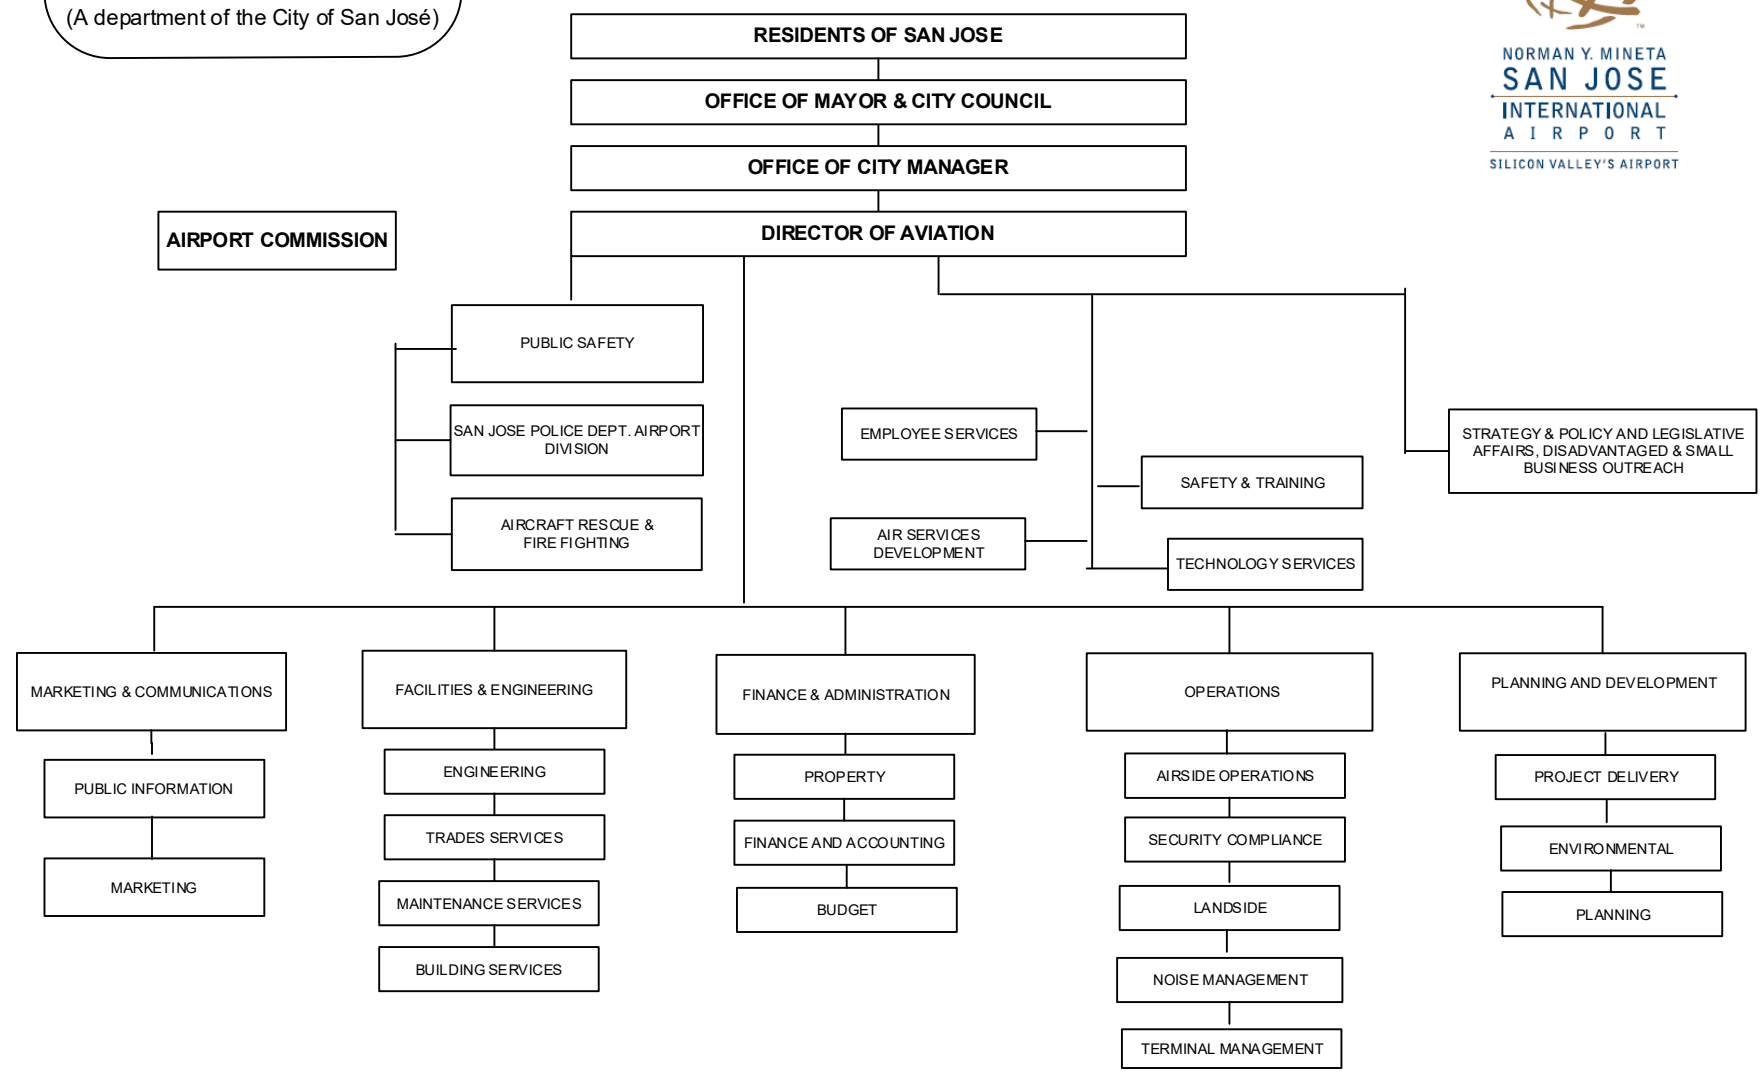 (A department of the City of San José)
RESIDENTS OF SAN JOSE
OFFICE OF MAYOR & CITY COUNCIL
OFFICE OF CITY MANAGER
DIRECTOR OF AVIATION
AIRPORT COMMISSION
TM
NORMAN Y. MINETA
SAN JOSE
INTERNATIONAL
AIRPORT
SILICON VALLEY'S AIRPORT
PUBLIC SAFETY
SAN JOSE POLICE DEPT. AIRPORT
DIVISION
AIRCRAFT RESCUE &
FIRE FIGHTING
EMPLOYEE SERVICES
SAFETY & TRAINING
AIR SERVICES
DEVELOPMENT
TECHNOLOGY SERVICES
STRATEGY & POLICY AND LEGISLATIVE
AFFAIRS, DISADVANTAGED & SMALL
BUSINESS OUTREACH
MARKETING & COMMUNICATIONS
PUBLIC INFORMATION
MARKETING
FACILITIES & ENGINEERING
ENGINEERING
TRADES SERVICES
MAINTENANCE SERVICES
BUILDING SERVICES
FINANCE & ADMINISTRATION
PROPERTY
FINANCE AND ACCOUNTING
BUDGET
OPERATIONS
AIRSIDE OPERATIONS
SECURITY COMPLIANCE
LANDSIDE
NOISE MANAGEMENT
TERMINAL MANAGEMENT
PLANNING AND DEVELOPMENT
PROJECT DELIVERY
ENVIRONMENTAL
PLANNING